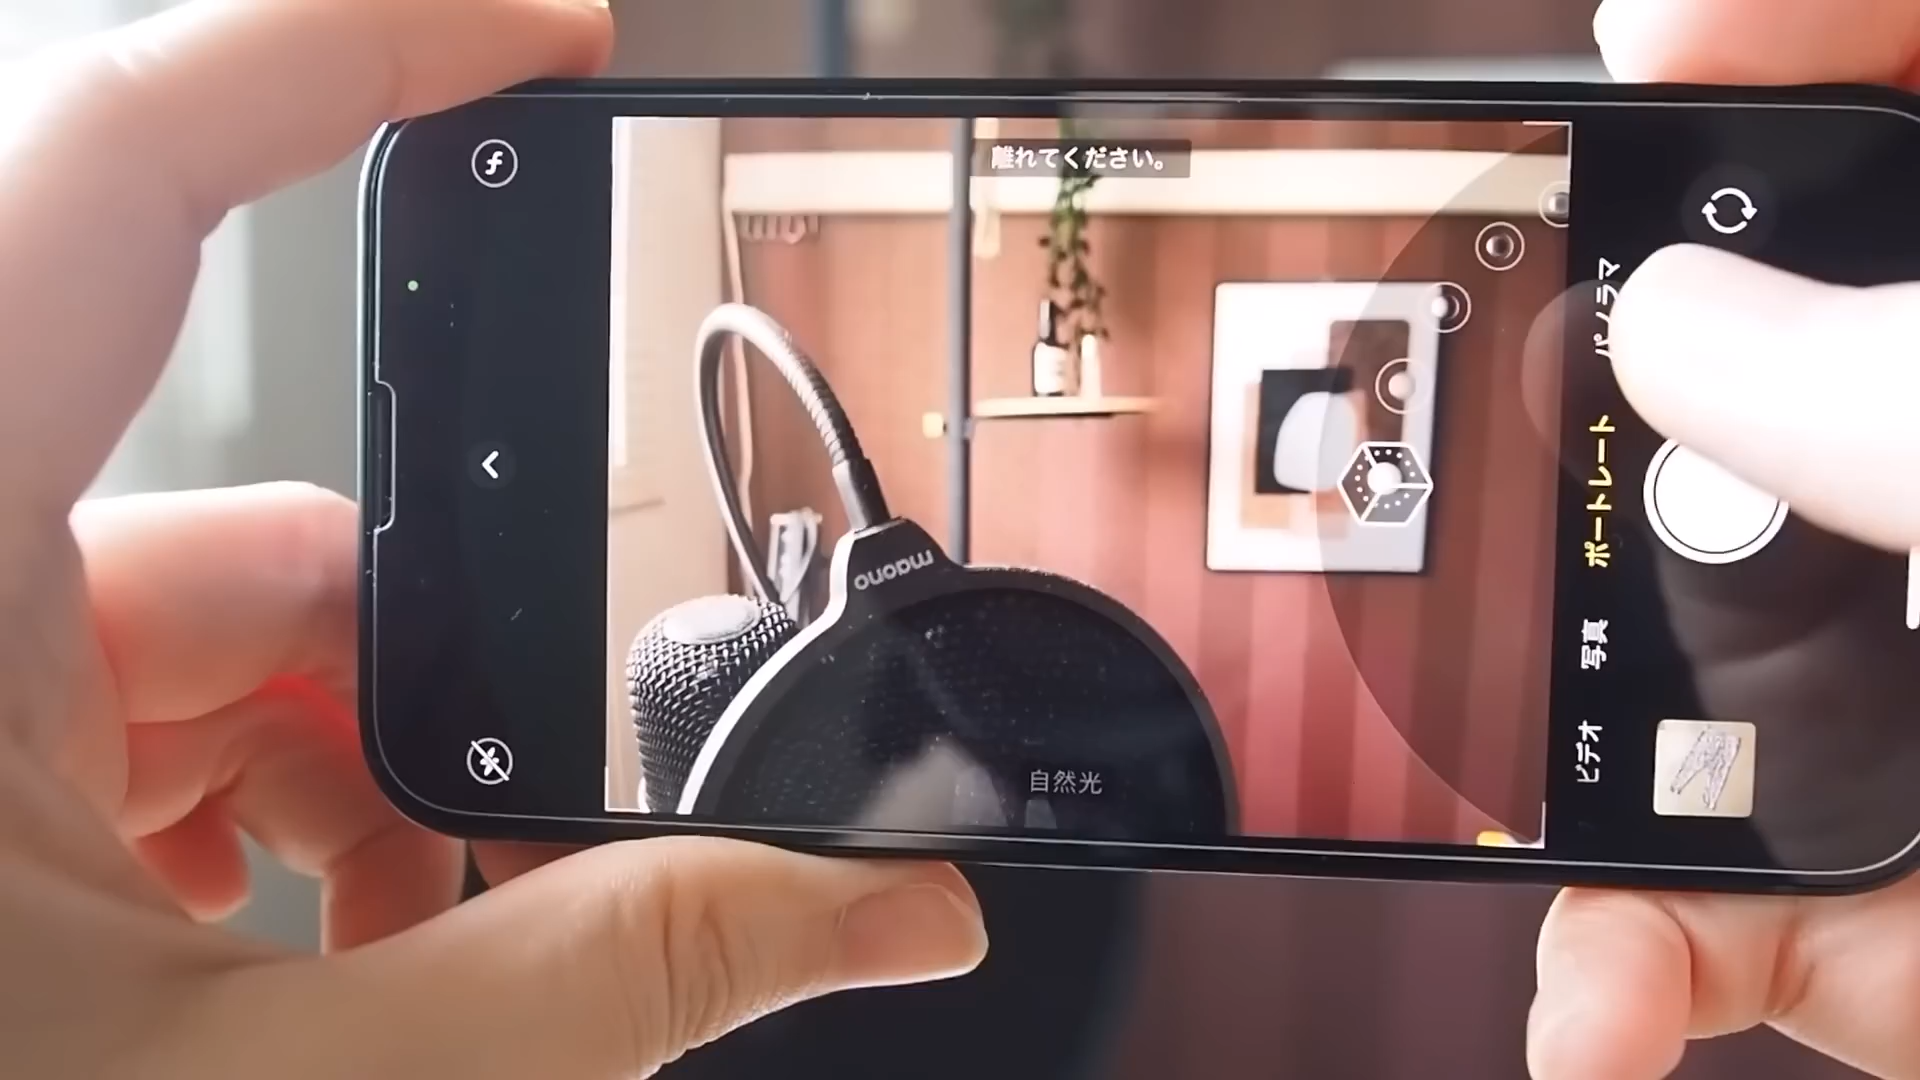 離れてください。
maono
自然光
パノラマ
ポートレート
写真
ビデオ